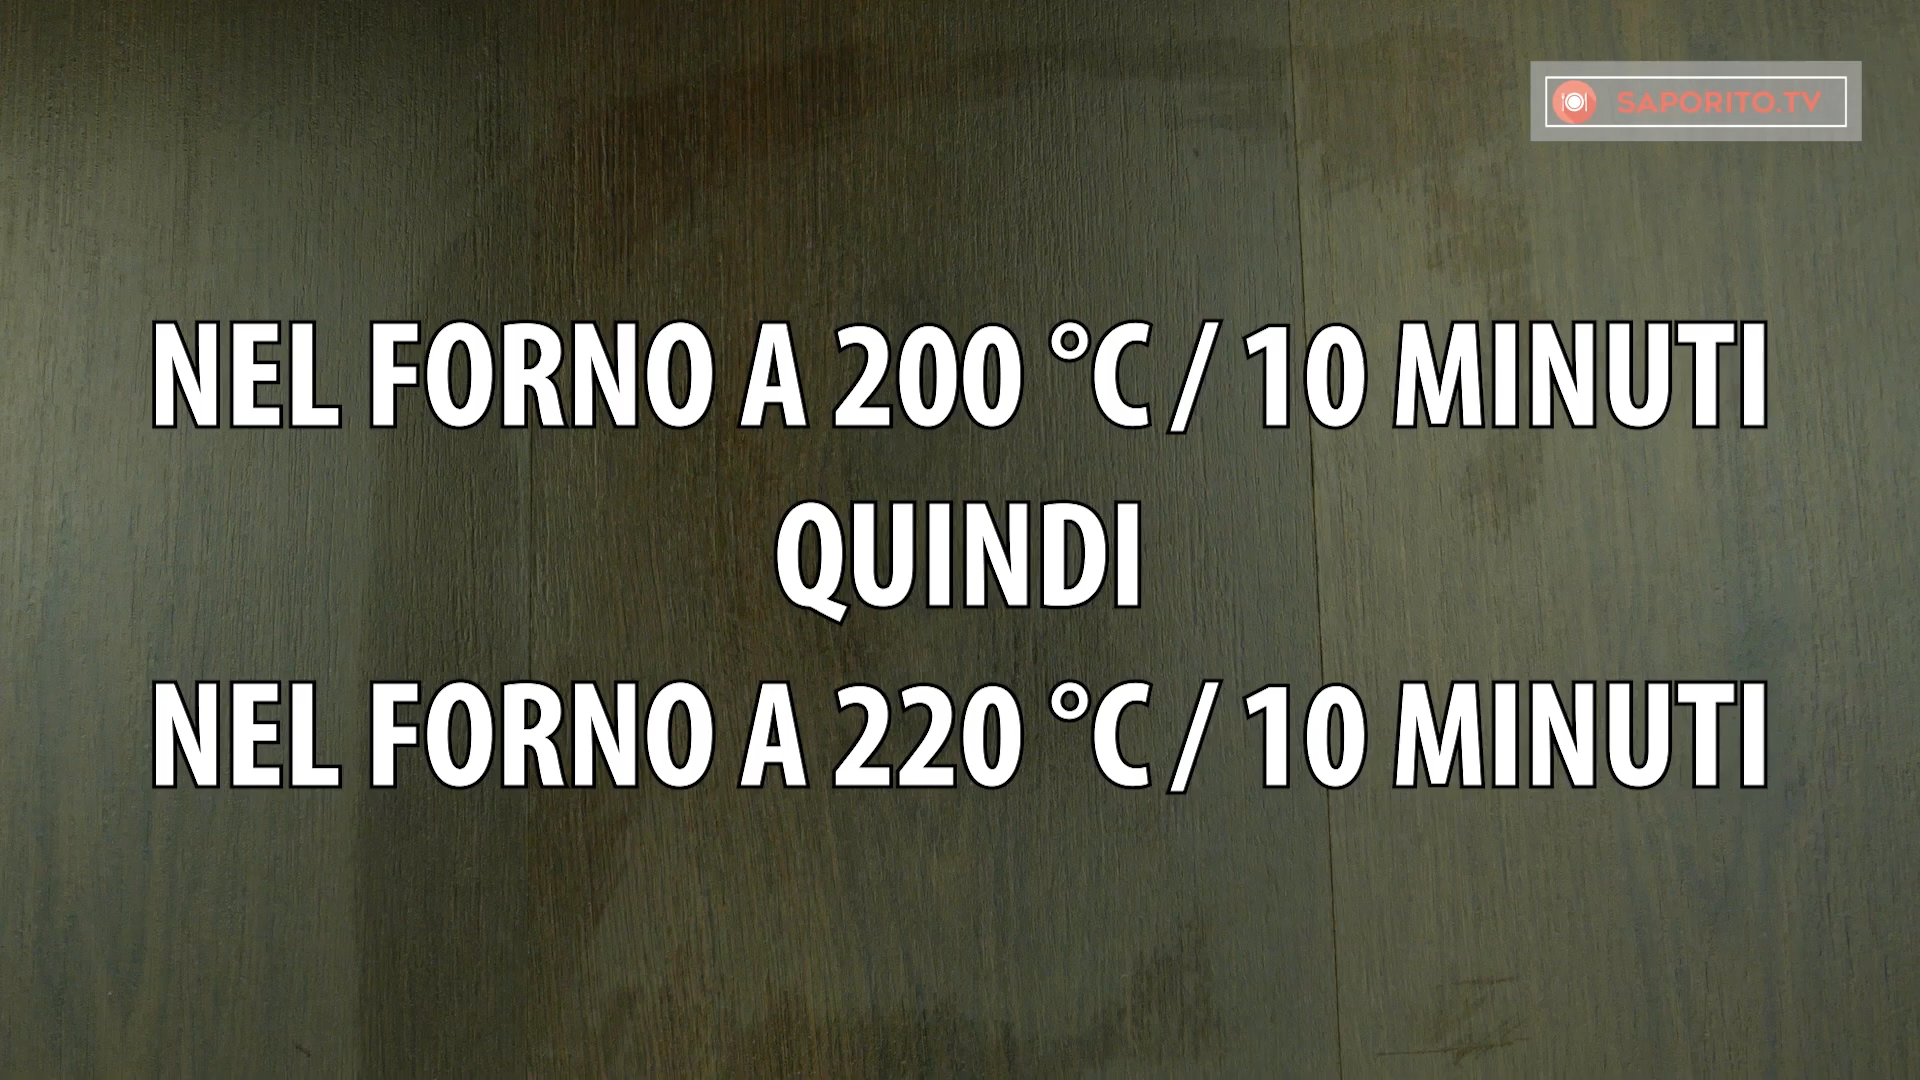 SAPORITO.TV
NEL FORNO A 200 °C / 10 MINUTI
QUINDI
NEL FORNO A 220 °C / 10 MINUTI